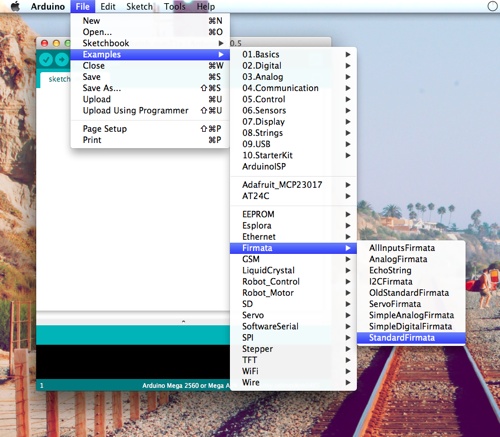 Arduino File Edit Sketch Tools Help
New ⌘N
Open... ⌘O
Sketchbook
Examples
Close ⌘W
Save ⌘S
Save As... ⇧⌘S
Upload ⌘U
Upload Using Programmer ⇧⌘U
Page Setup ⇧⌘P
Print ⌘P
0.5
sketch
01.Basics
02.Digital
03.Analog
04.Communication
05.Control
06.Sensors
07.Display
08.Strings
09.USB
10.StarterKit
ArduinoISP
Adafruit_MCP23017
AT24C
EEPROM
Esplora
Ethernet
Firmata
GSM
LiquidCrystal
Robot_Control
Robot_Motor
SD
Servo
SoftwareSerial
SPI
Stepper
TFT
WiFi
Wire
AllInputsFirmata
AnalogFirmata
EchoString
I2CFirmata
OldStandardFirmata
ServoFirmata
SimpleAnalogFirmata
SimpleDigitalFirmata
StandardFirmata
1 Arduino Mega 2560 or Mega A